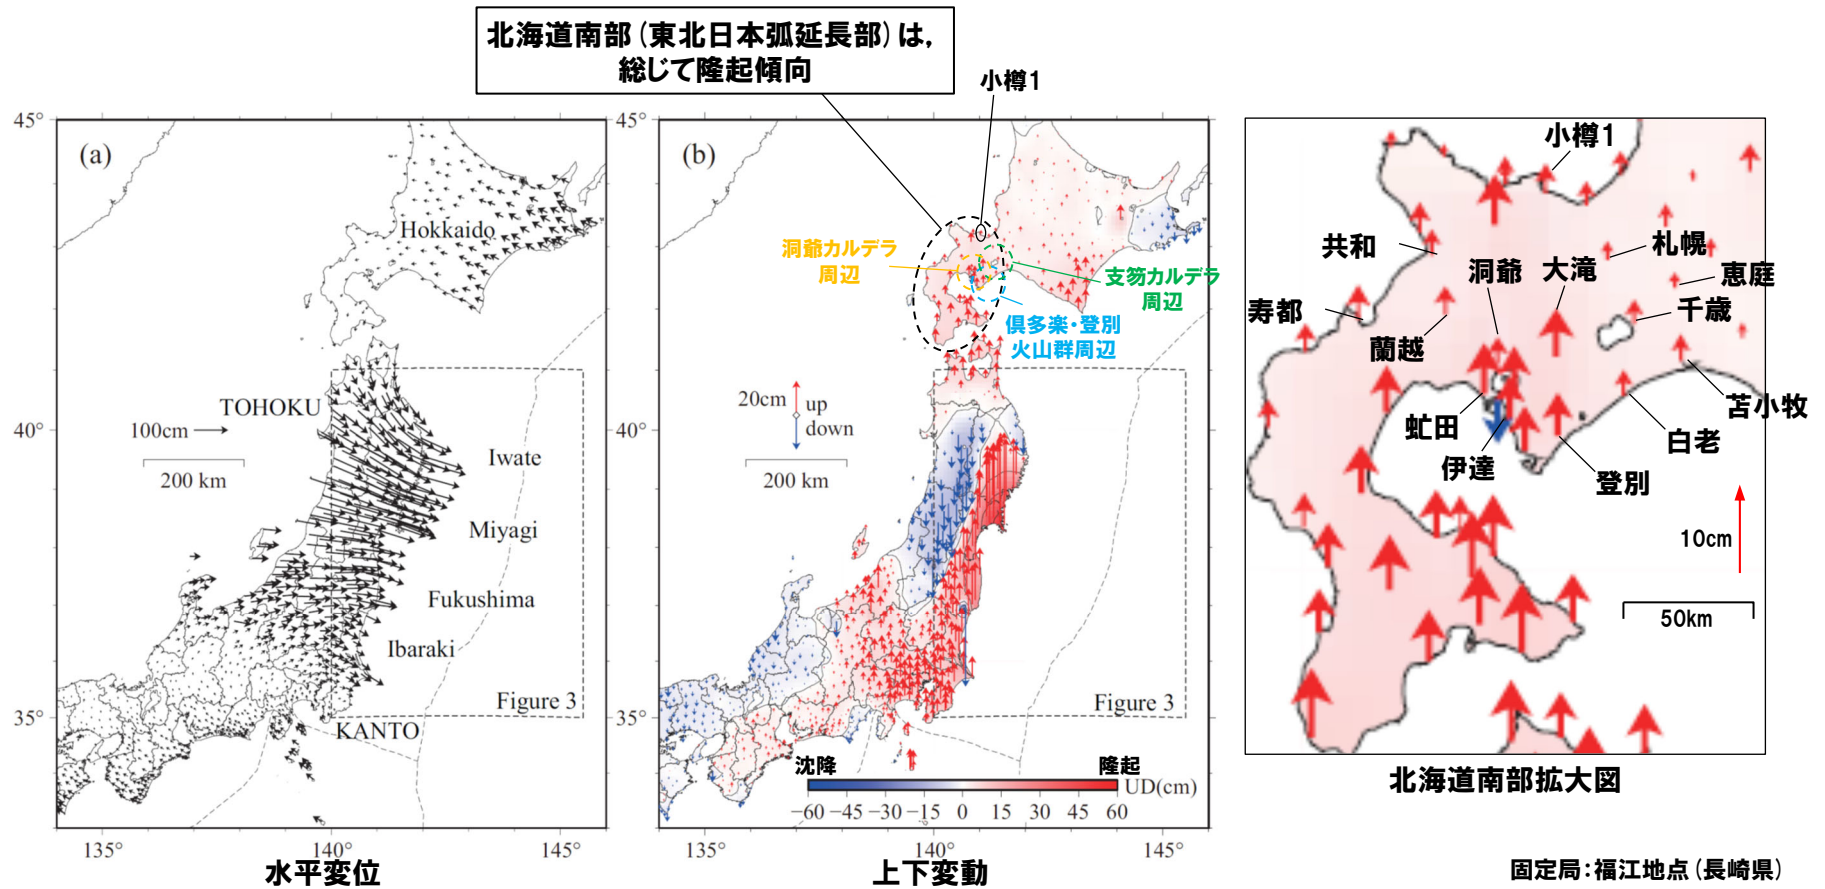 北海道南部(東北日本弧延長部)は,
総じて隆起傾向
小樽1
45°
40°
35°
(a)
Hokkaido
TOHOKU
100cm
200 km
Iwate
Miyagi
Fukushima
Ibaraki
Figure 3
KANTO
135°
140°
145°
水平変位
45°
40°
35°
(b)
洞爺カルデラ
周辺
支笏カルデラ
周辺
倶多楽・登別
火山群周辺
20cm
up
down
200 km
Figure 3
沈降
隆起
UD(cm)
−60
−45
−30
−15
0
15
30
45
60
135°
140°
145°
上下変動
小樽1
共和
札幌
洞爺
大滝
恵庭
寿都
千歳
蘭越
苫小牧
虻田
白老
伊達
登別
10cm
50km
北海道南部拡大図
固定局:福江地点(長崎県)